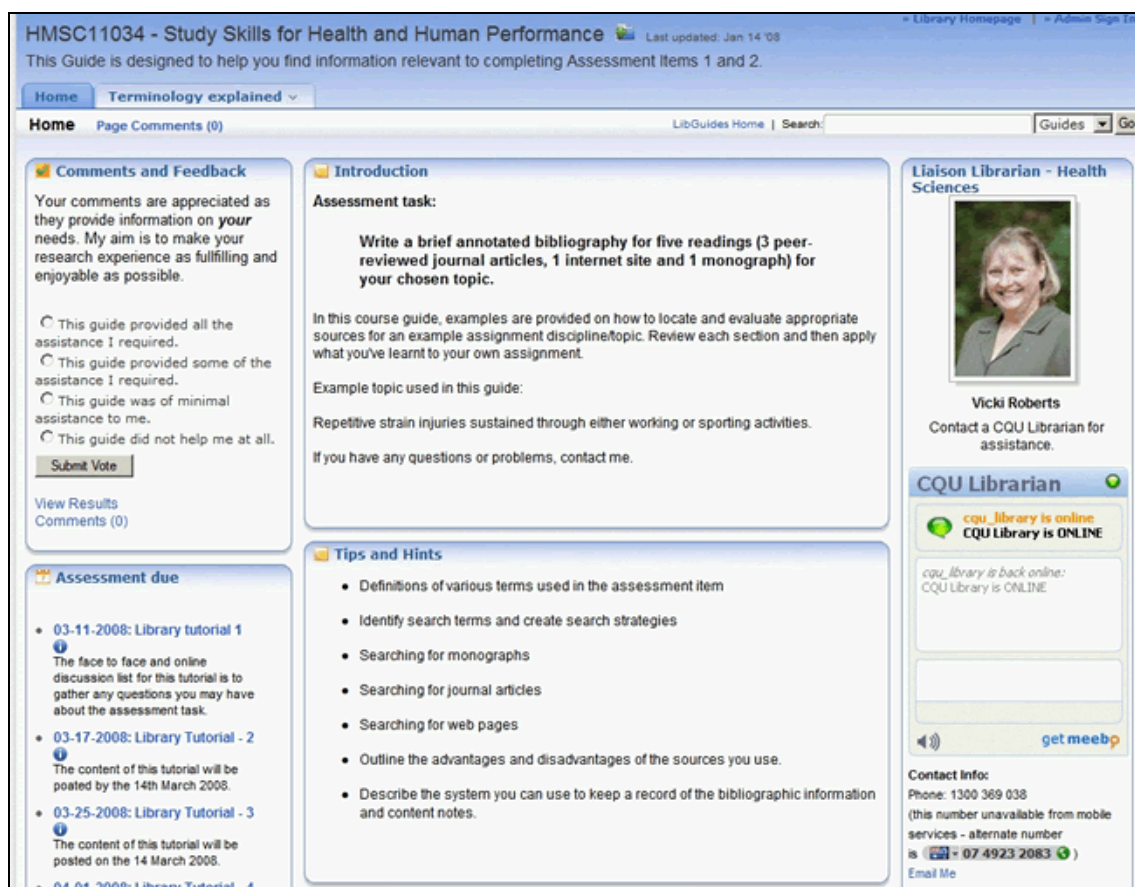 » Library Homepage | » Admin Sign In
HMSC11034 - Study Skills for Health and Human Performance Last updated: Jan 14 '08
This Guide is designed to help you find information relevant to completing Assessment Items 1 and 2.
Home Terminology explained
Home Page Comments (0) LibGuides Home | Search: Guides Go
Comments and Feedback
Your comments are appreciated as
they provide information on your
needs. My aim is to make your
research experience as fullfilling and
enjoyable as possible.
This guide provided all the
assistance I required.
This guide provided some of the
assistance I required.
This guide was of minimal
assistance to me.
This guide did not help me at all.
Submit Vote
View Results
Comments (0)
Assessment due
03-11-2008: Library tutorial 1
The face to face and online
discussion list for this tutorial is to
gather any questions you may have
about the assessment task.
03-17-2008: Library Tutorial - 2
The content of this tutorial will be
poated by the 14th March 2008.
03-25-2008: Library Tutorial - 3
The content of this tutorial will be
posted on the 14 March 2008.
04-01-2008: Library Tutorial - 4
Introduction
Assessment task:
Write a brief annotated bibliography for five readings (3 peer-
reviewed journal articles, 1 internet site and 1 monograph) for
your chosen topic.
In this course guide, examples are provided on how to locate and evaluate appropriate
sources for an example assignment discipline/topic. Review each section and then apply
what you've learnt to your own assignment.
Example topic used in this guide:
Repetitive strain injuries sustained through either working or sporting activities.
If you have any questions or problems, contact me.
Tips and Hints
• Definitions of various terms used in the assessment item
• Identify search terms and create search strategies
• Searching for monographs
• Searching for journal articles
• Searching for web pages
• Outline the advantages and disadvantages of the sources you use.
• Describe the system you can use to keep a record of the bibliographic information
and content notes.
Liaison Librarian - Health
Sciences
Vicki Roberts
Contact a CQU Librarian for
assistance.
CQU Librarian
cqu_library is online
CQU Library is ONLINE
cqu_library is back online:
CQU Library is ONLINE
get meebo
Contact Info:
Phone: 1300 369 038
(this number unavailable from mobile
services - alternate number
is 07 4923 2083 )
Email Me